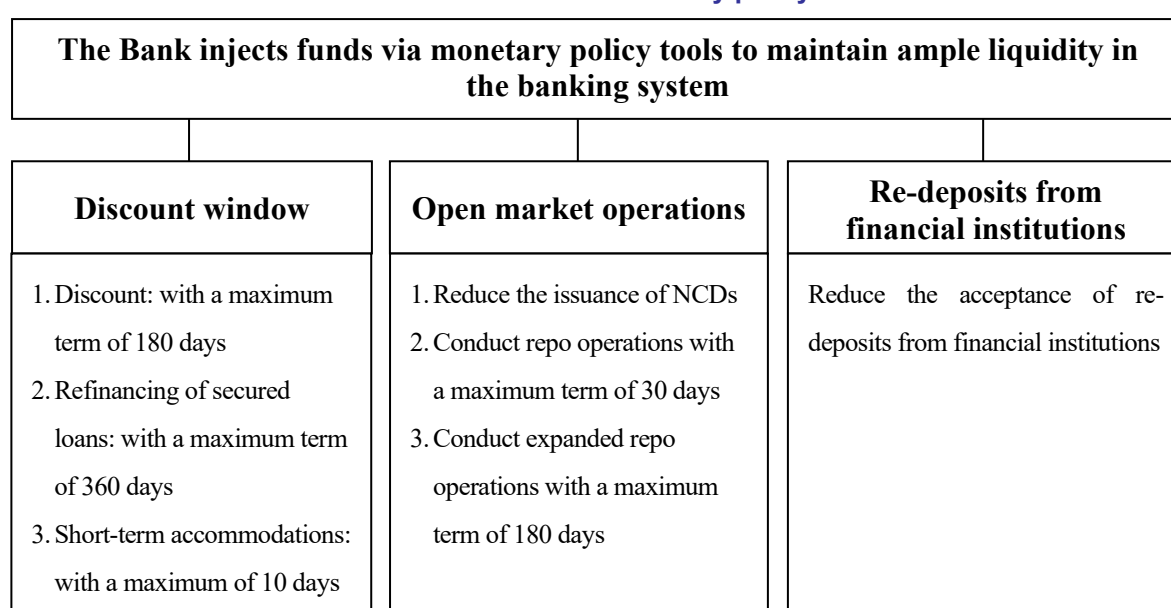 The Bank injects funds via monetary policy tools to maintain ample liquidity in
the banking system
Discount window
1. Discount: with a maximum
term of 180 days
2. Refinancing of secured
loans: with a maximum term
of 360 days
3. Short-term accommodations:
with a maximum of 10 days
Open market operations
1. Reduce the issuance of NCDs
2. Conduct repo operations with
a maximum term of 30 days
3. Conduct expanded repo
operations with a maximum
term of 180 days
Re-deposits from
financial institutions
Reduce the acceptance of re-
deposits from financial institutions